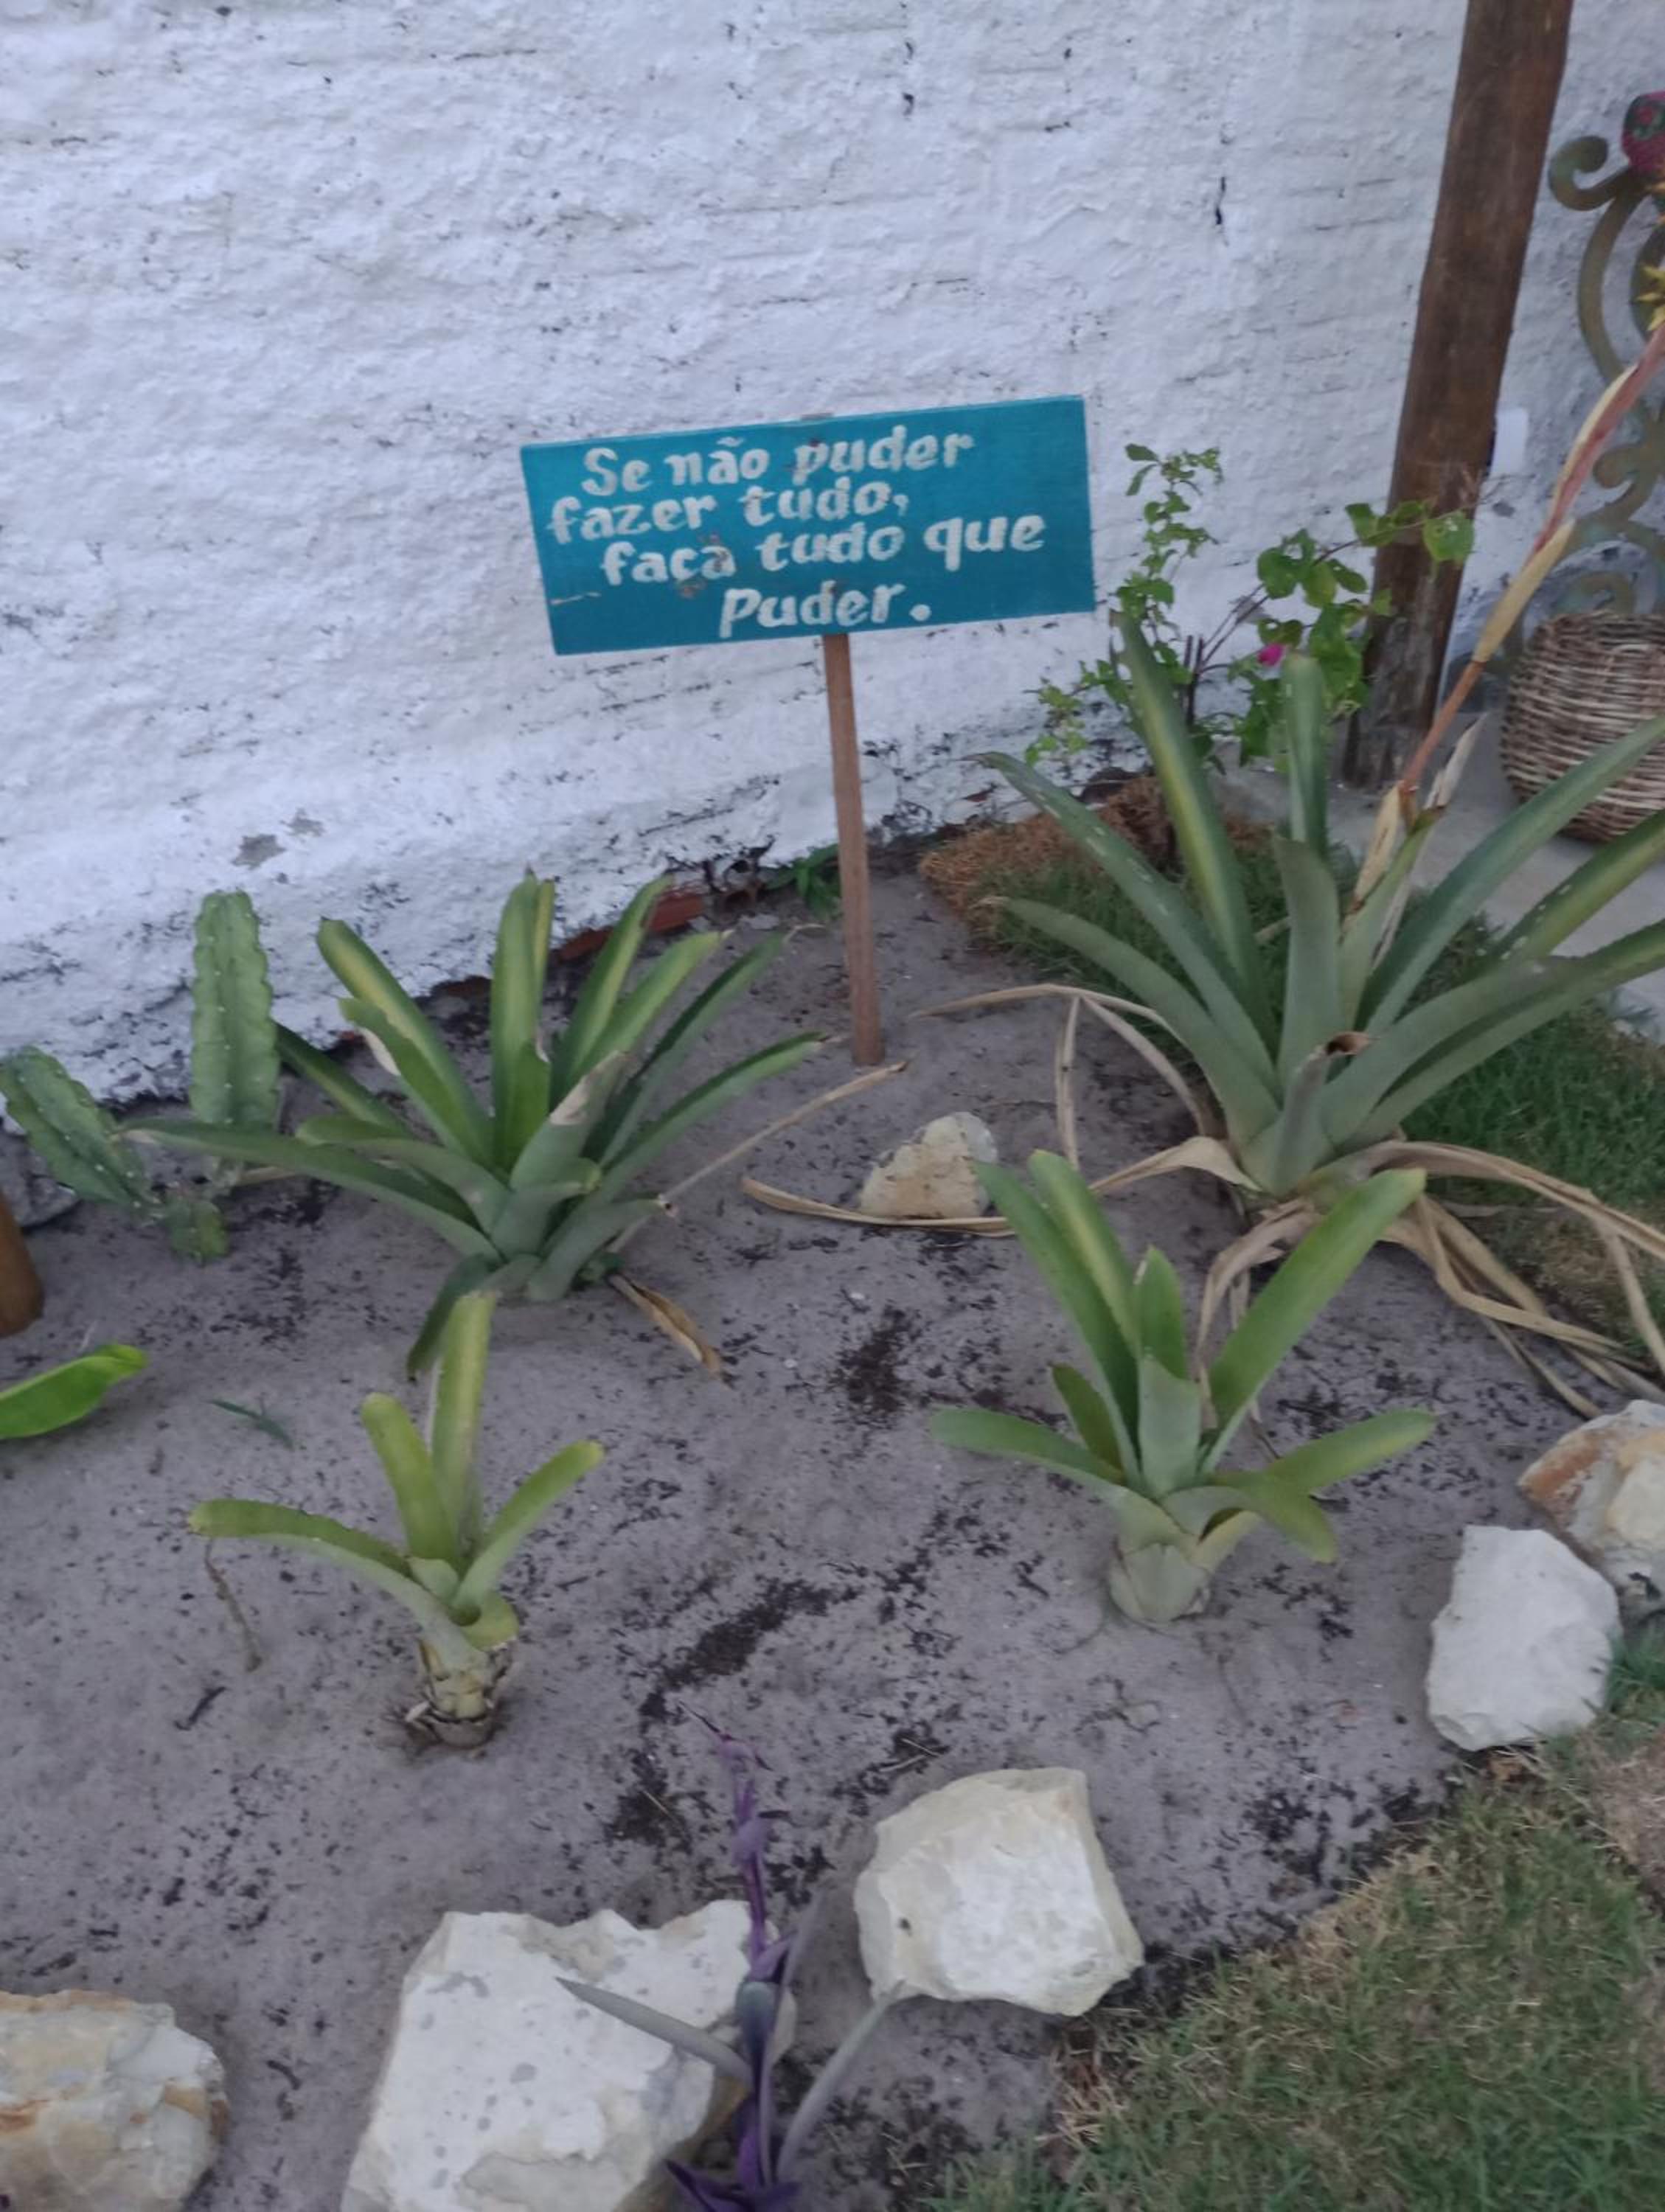 Se não puder
fazer tudo,
faça tudo que
puder.